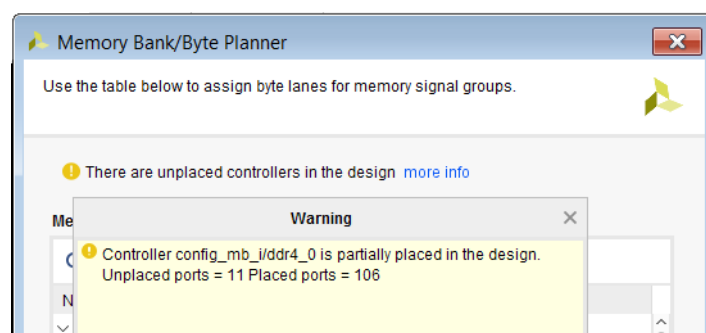 Memory Bank/Byte Planner
Use the table below to assign byte lanes for memory signal groups.
There are unplaced controllers in the design more info
Me
Warning
Controller config_mb_i/ddr4_0 is partially placed in the design.
Unplaced ports = 11 Placed ports = 106
N